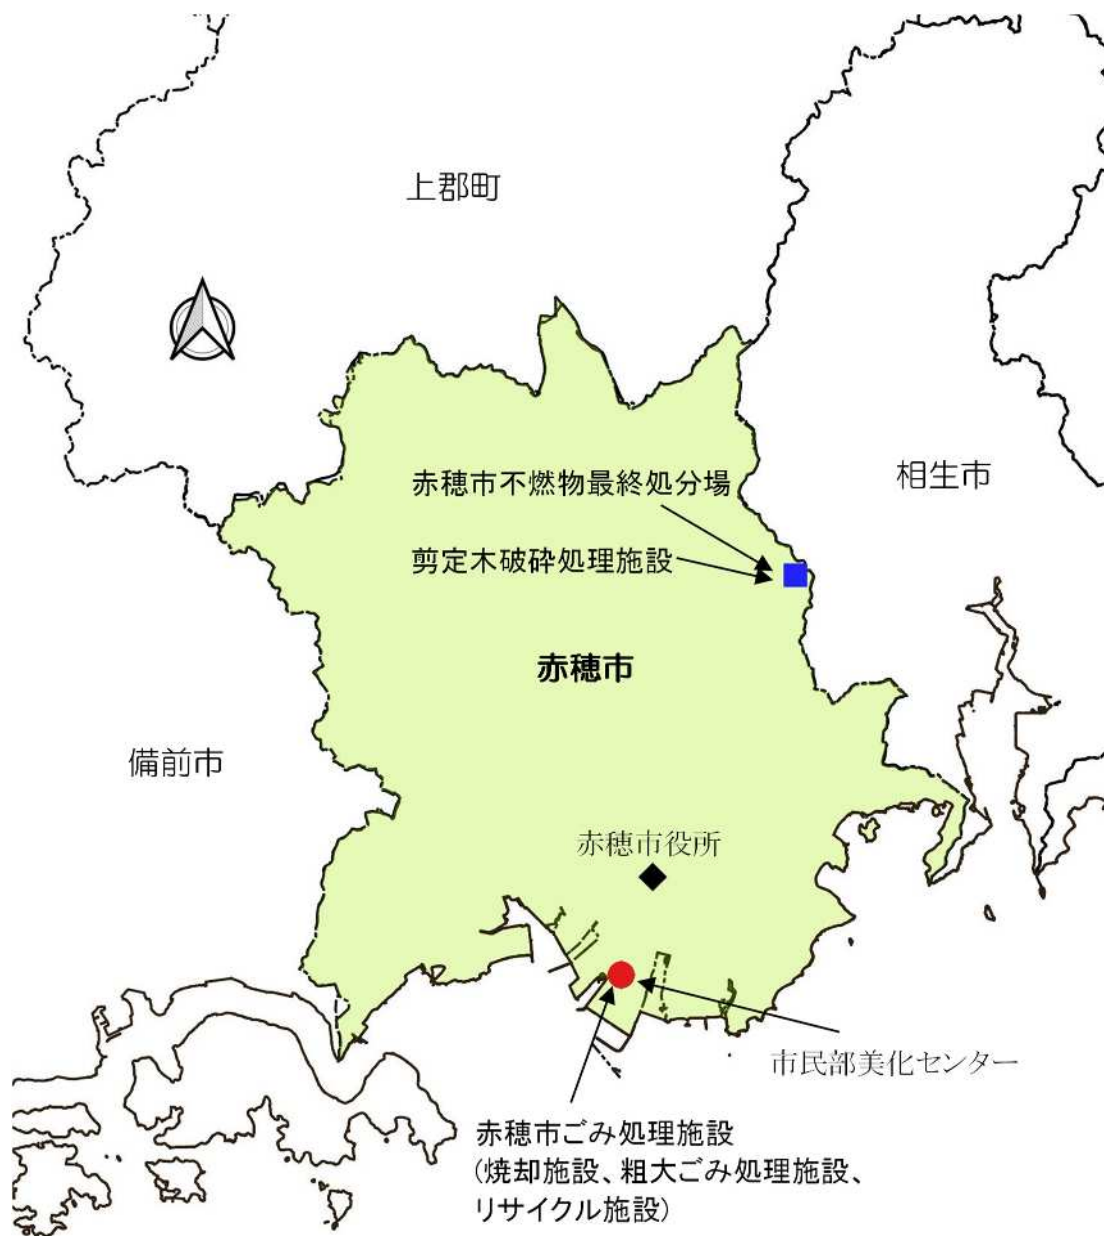 上郡町
相生市
赤穂市不燃物最終処分場
剪定木破砕処理施設
赤穂市
備前市
赤穂市役所
市民部美化センター
赤穂市ごみ処理施設
(焼却施設、粗大ごみ処理施設、
リサイクル施設)